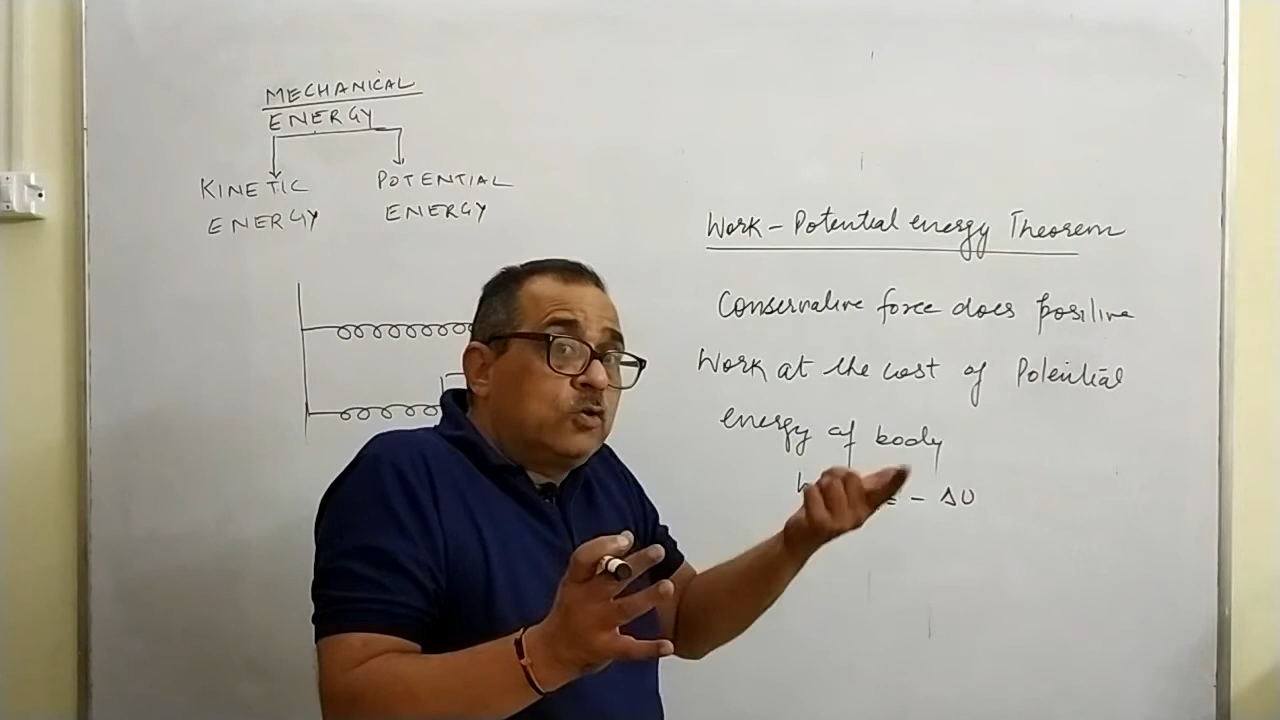 MECHANICAL
ENERGY
KINETIC
ENERGY
POTENTIAL
ENERGY
Work - Potential energy Theorem
Conservative force does positive
Work at the cost of Potential
energy of body
= - ΔU